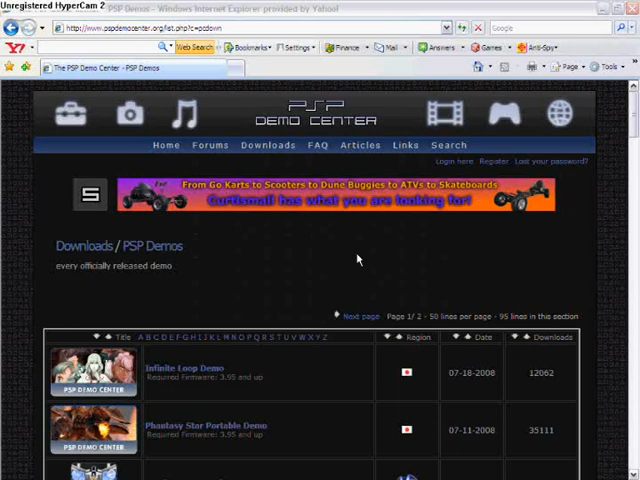 Unregistered HyperCam 2
PSP Demos - Windows Internet Explorer provided by Yahoo!
http://www.pspdemocenter.org/list.php?c=pcdown
Web Search Bookmarks Settings Finance Mail Answers Games Anti-Spy
The PSP Demo Center - PSP Demos
Page Tools
PSP
DEMO CENTER
Home Forums Downloads FAQ Articles Links Search
Login here Register Lost your password?
S From Go Karts to Scooters to Dune Buggies to ATVs to Skateboards
Curtismall has what you are looking for!
Downloads / PSP Demos
every officially released demo
Next page Page 1/ 2 - 50 lines per page - 95 lines in this section
Title A B C D E F G H I J K L M N O P Q R S T U V W X Y Z Region Date Downloads
Infinite Loop Demo
Required Firmware: 3.95 and up
07-18-2008 12062
PSP DEMO CENTER
Phantasy Star Portable Demo
Required Firmware: 3.95 and up
07-11-2008 35111
PSP DEMO CENTER